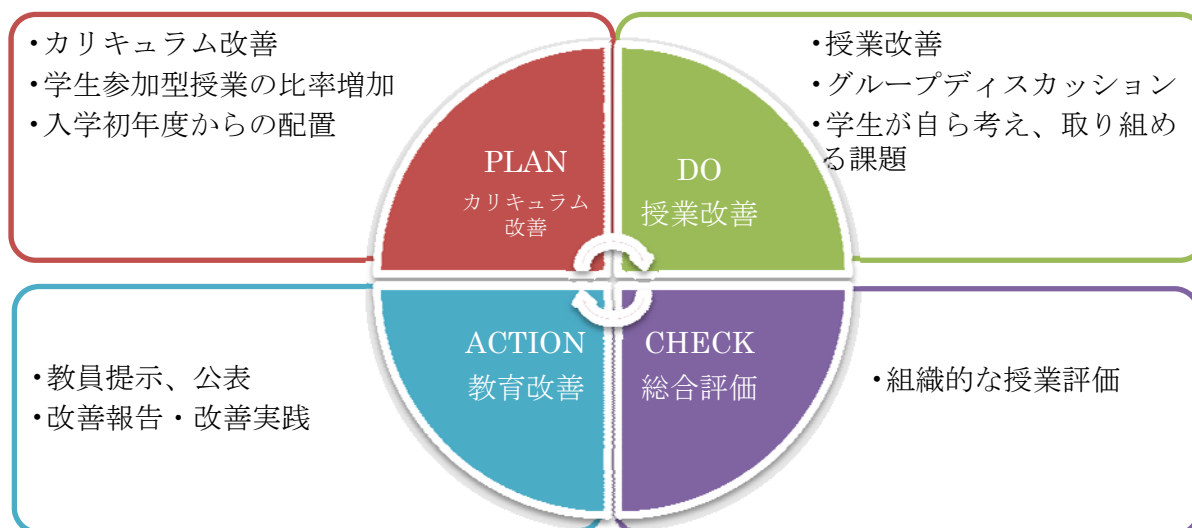 ・カリキュラム改善
・学生参加型授業の比率増加
・入学初年度からの配置
・授業改善
・グループディスカッション
・学生が自ら考え、取り組め
る課題
PLAN
カリキュラム
改善
DO
授業改善
ACTION
教育改善
CHECK
総合評価
・教員提示、公表
・改善報告・改善実践
・組織的な授業評価